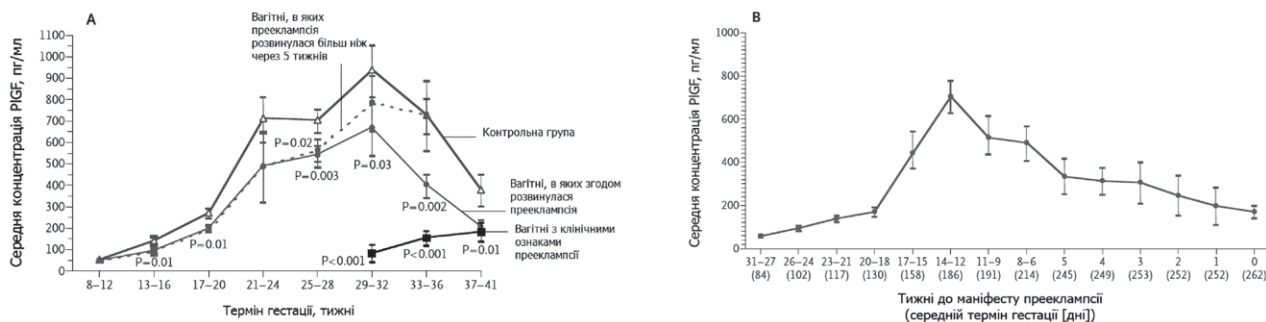 A
Середня концентрація PlGF, пг/мл
1100
1000
900
800
700
600
500
400
300
200
100
0
Вагітні, в яких
прееклампсія
розвинулася більш ніж
через 5 тижнів
Контрольна група
Вагітні, в яких згодом
розвинулася
прееклампсія
Вагітні з клінічними
ознаками
прееклампсії
P=0.01
P=0.01
P=0.02
P=0.003
P=0.03
P=0.002
P<0.001
P<0.001
P=0.01
8–12 13–16 17–20 21–24 25–28 29–32 33–36 37–41
Термін гестації, тижні
B
Середня концентрація PlGF, пг/мл
1000
800
600
400
200
0
31–27 26–24 23–21 20–18 17–15 14–12 11–9 8–6 5 4 3 2 1 0
(84) (102) (117) (130) (158) (186) (191) (214) (245) (249) (253) (252) (252) (262)
Тижні до маніфесту прееклампсії
(середній термін гестації [дні])